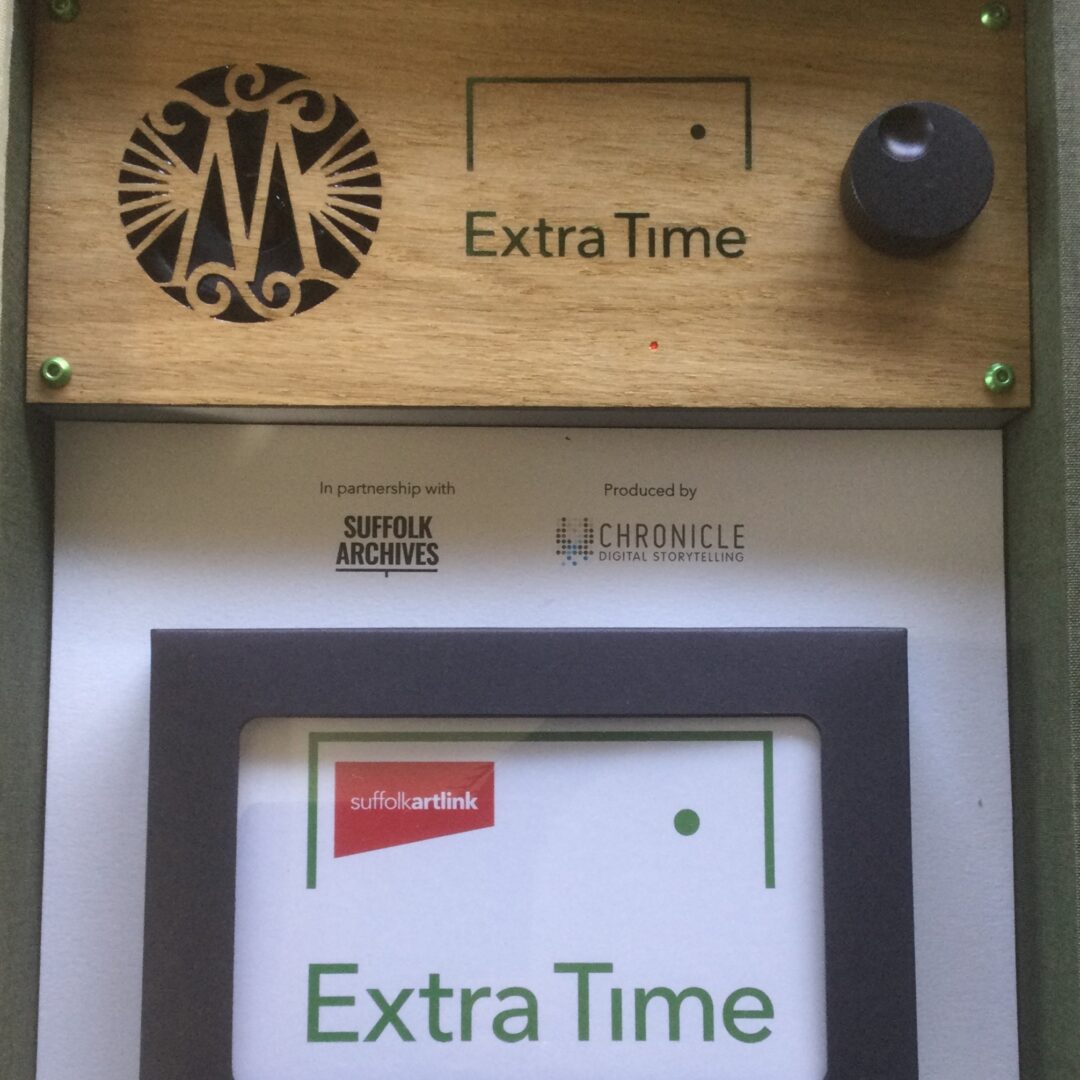 M
Extra Time
In partnership with
SUFFOLK
ARCHIVES
Produced by
CHRONICLE
DIGITAL STORYTELLING
suffolkartlink
Extra Time